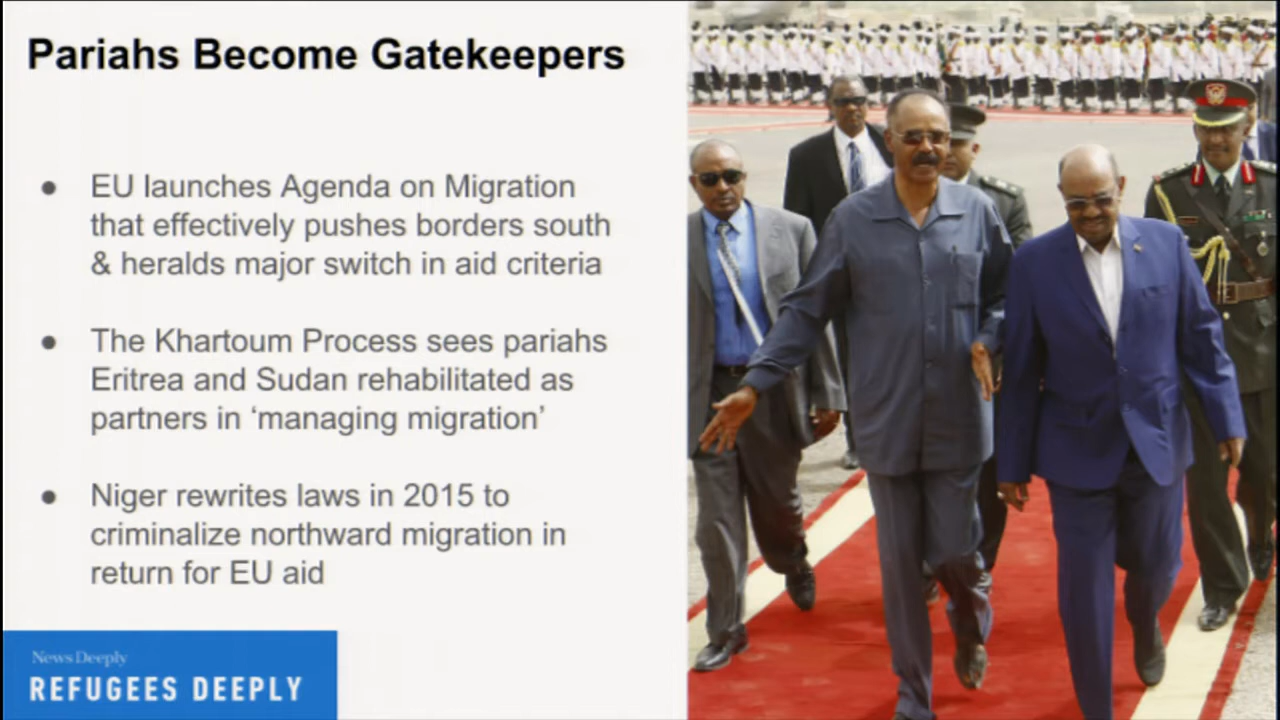 Pariahs Become Gatekeepers
● EU launches Agenda on Migration
that effectively pushes borders south
& heralds major switch in aid criteria
● The Khartoum Process sees pariahs
Eritrea and Sudan rehabilitated as
partners in ‘managing migration’
● Niger rewrites laws in 2015 to
criminalize northward migration in
return for EU aid
News Deeply
REFUGEES DEEPLY